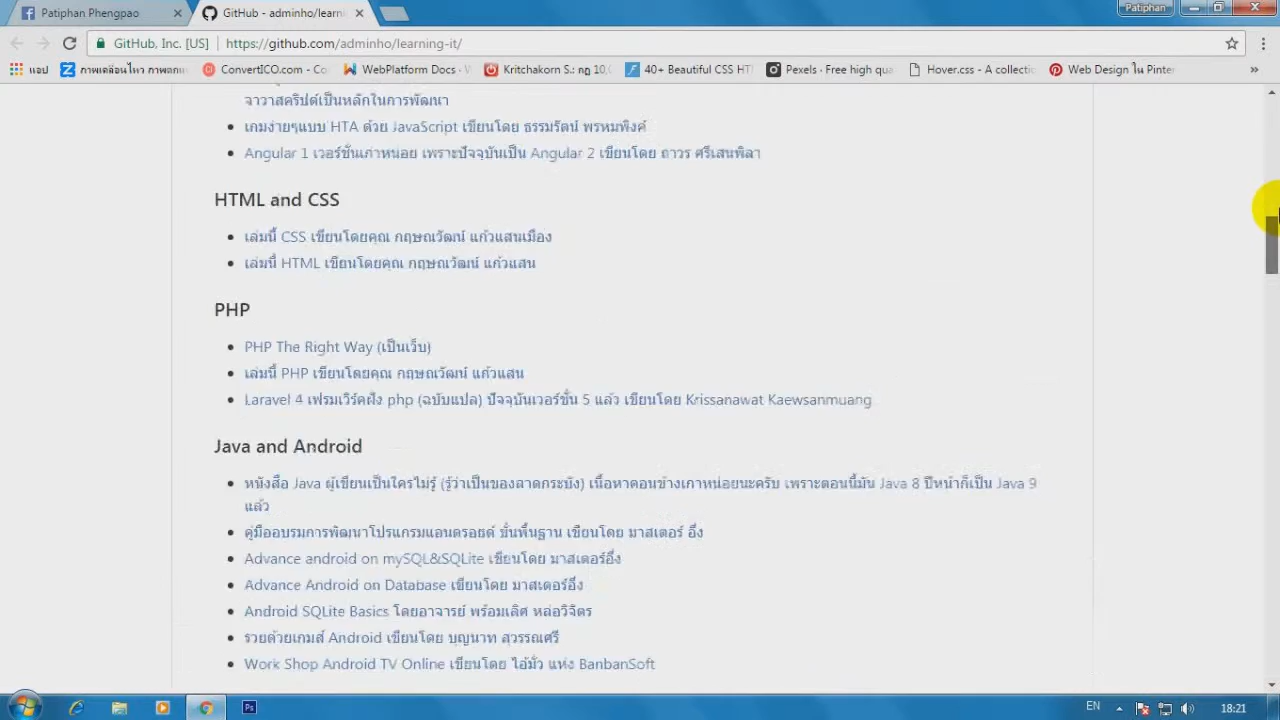 Patiphan Phengpao
GitHub - adminho/learnin
Patiphan
GitHub, Inc. [US]
https://github.com/adminho/learning-it/
แอป
ภาพเคลื่อนไหว ภาพตก
ConvertICO.com - Co
WebPlatform Docs
Kritchakorn S.: กฎ 10
40+ Beautiful CSS HT
Pexels · Free high qua
Hover.css - A collectic
Web Design ใน Pinter
»
จาวาสคริปต์เป็นหลักในการพัฒนา
เกมง่ายๆแบบ HTA ด้วย JavaScript เขียนโดย ธรรมรัตน์ พรหมพิงค์
Angular 1 เวอร์ชั่นเก่าหน่อย เพราะปัจจุบันเป็น Angular 2 เขียนโดย ถาวร ศรีเสนพิลา
HTML and CSS
เล่มนี้ CSS เขียนโดยคุณ กฤษณวัฒน์ แก้วแสนเมือง
เล่มนี้ HTML เขียนโดยคุณ กฤษณวัฒน์ แก้วแสน
PHP
PHP The Right Way (เป็นเว็บ)
เล่มนี้ PHP เขียนโดยคุณ กฤษณวัฒน์ แก้วแสน
Laravel 4 เฟรมเวิร์คฝั่ง php (ฉบับแปล) ปัจจุบันเวอร์ชั่น 5 แล้ว เขียนโดย Krissanawat Kaewsanmuang
Java and Android
หนังสือ Java ผู้เขียนเป็นใครไม่รู้ (รู้ว่าเป็นของลาดกระบัง) เนื้อหาตอนข้างเก่าหน่อยนะครับ เพราะตอนนี้มัน Java 8 ปีหน้าก็เป็น Java 9
แล้ว
คู่มืออบรมการพัฒนาโปรแกรมแอนดรอยด์ ขั้นพื้นฐาน เขียนโดย มาสเตอร์ อึ่ง
Advance android on mySQL&SQLite เขียนโดย มาสเตอร์อึ่ง
Advance Android on Database เขียนโดย มาสเตอร์อึ่ง
Android SQLite Basics โดยอาจารย์ พร้อมเลิศ หล่อวิจิตร
รวยด้วยเกมส์ Android เขียนโดย บุญนาท สุวรรณศรี
Work Shop Android TV Online เขียนโดย ไอ้มั่ว แห่ง BanbanSoft
EN
18:21